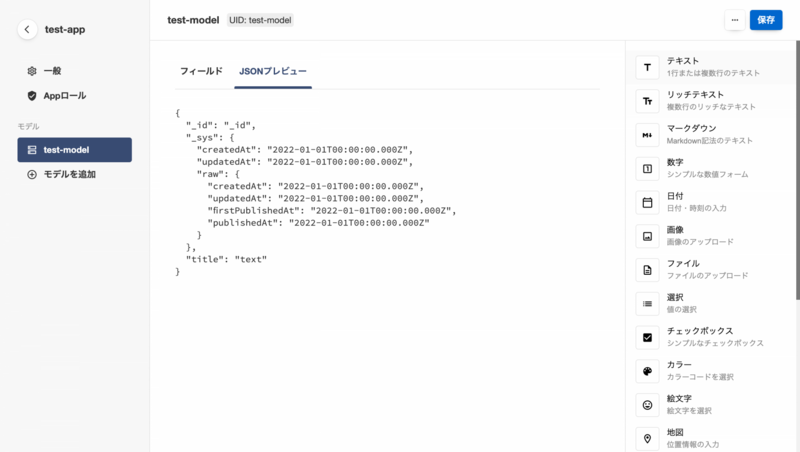 test-app
一般
Appロール
モデル
test-model
モデルを追加
test-model UID: test-model
保存
フィールド JSONプレビュー
{
  "_id": "_id",
  "_sys": {
    "createdAt": "2022-01-01T00:00:00.000Z",
    "updatedAt": "2022-01-01T00:00:00.000Z",
    "raw": {
      "createdAt": "2022-01-01T00:00:00.000Z",
      "updatedAt": "2022-01-01T00:00:00.000Z",
      "firstPublishedAt": "2022-01-01T00:00:00.000Z",
      "publishedAt": "2022-01-01T00:00:00.000Z"
    }
  },
  "title": "text"
}
テキスト
1行または複数行のテキスト
リッチテキスト
複数行のリッチなテキスト
マークダウン
Markdown記法のテキスト
数字
シンプルな数値フォーム
日付
日付・時刻の入力
画像
画像のアップロード
ファイル
ファイルのアップロード
選択
値の選択
チェックボックス
シンプルなチェックボックス
カラー
カラーコードを選択
絵文字
絵文字を選択
地図
位置情報の入力